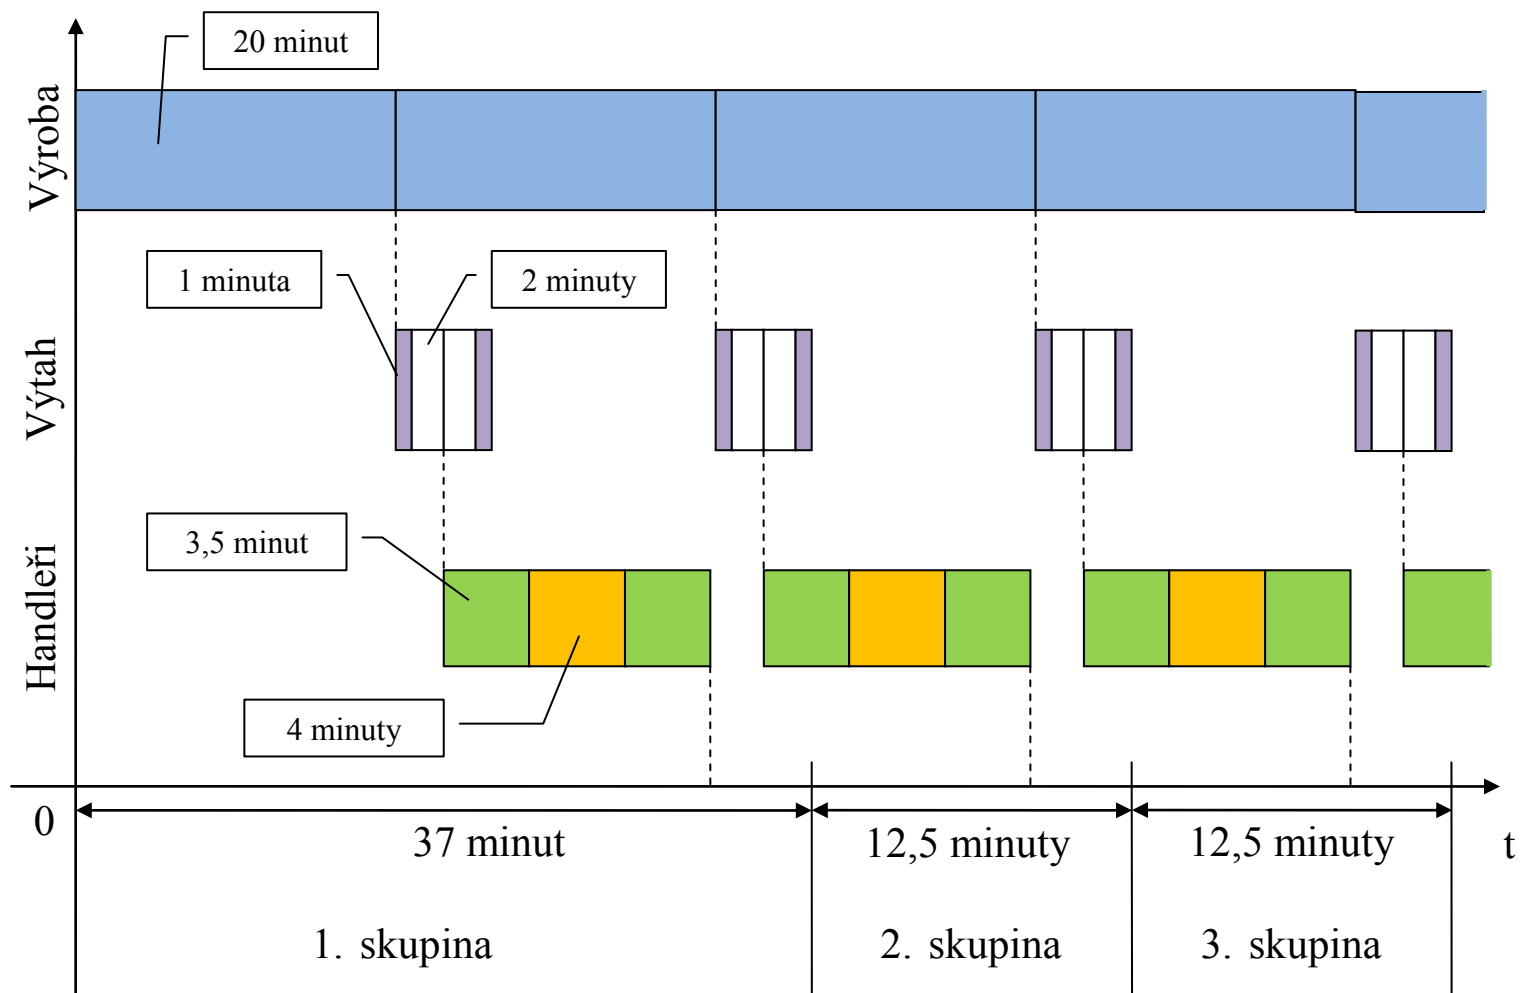 20 minut
Výroba
1 minuta
2 minuty
Výtah
3,5 minut
Handleři
4 minuty
0
37 minut
12,5 minuty
12,5 minuty
t
1. skupina
2. skupina
3. skupina